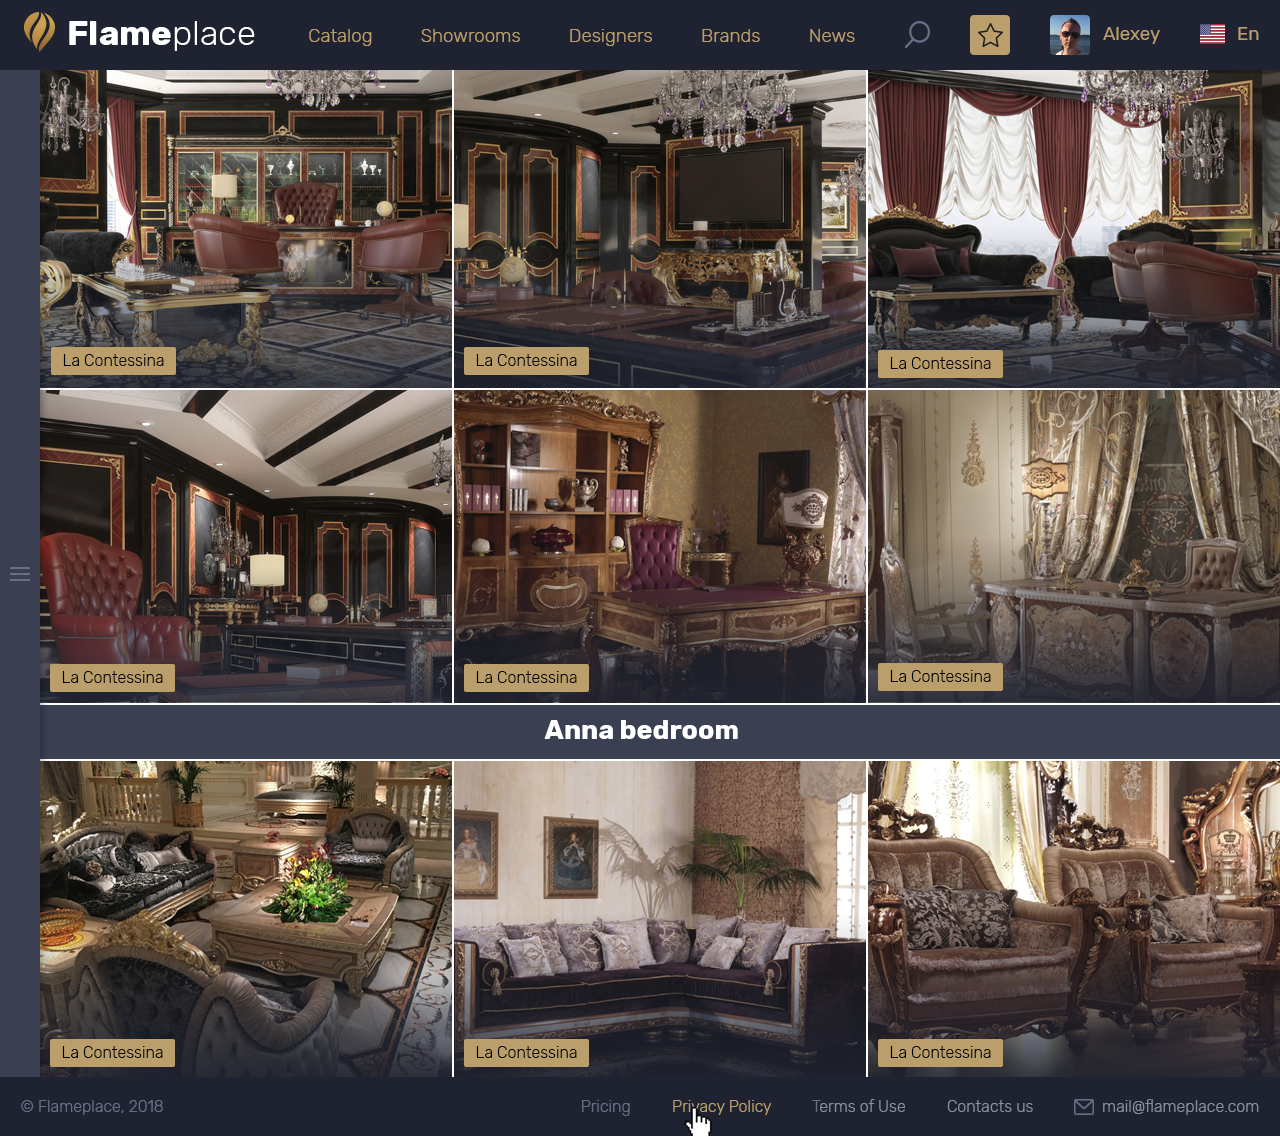 Flameplace
Catalog
Showrooms
Designers
Brands
News
Alexey
En
La Contessina
La Contessina
La Contessina
La Contessina
La Contessina
La Contessina
Anna bedroom
La Contessina
La Contessina
La Contessina
© Flameplace, 2018
Pricing
Privacy Policy
Terms of Use
Contacts us
mail@flameplace.com